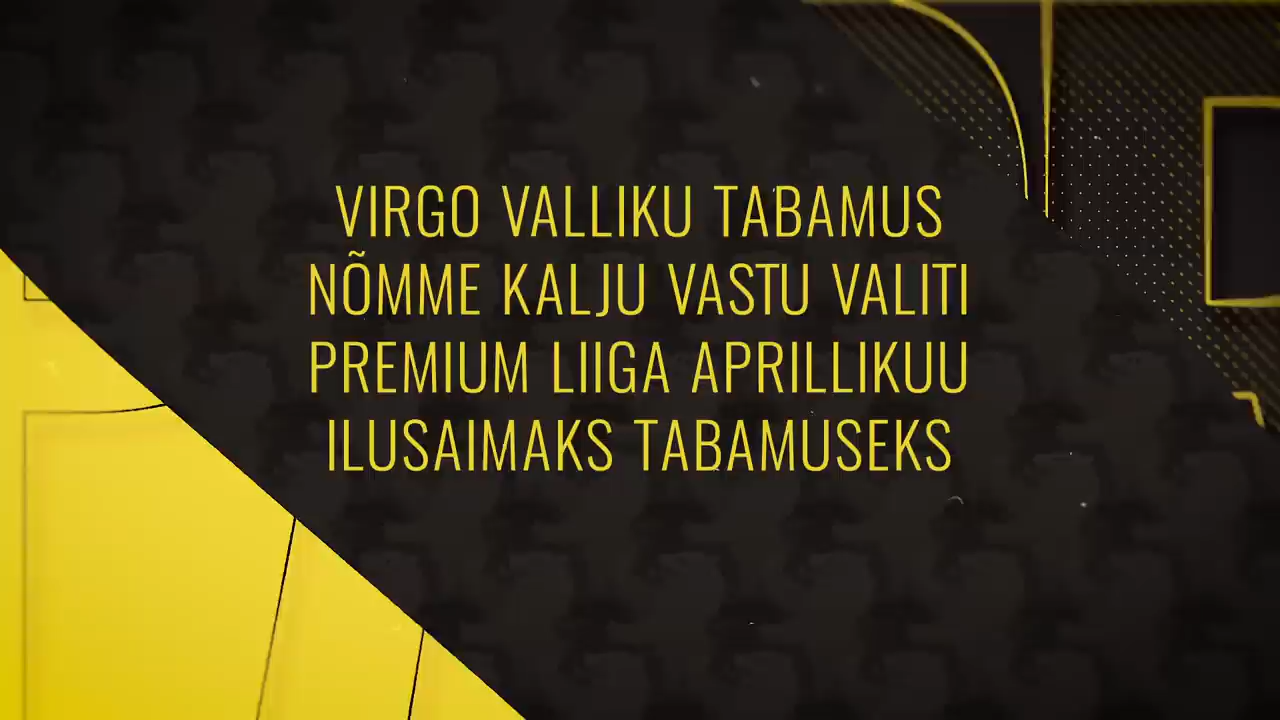 VIRGO VALLIKU TABAMUS
NÕMME KALJU VASTU VALITI
PREMIUM LIIGA APRILLIKUU
ILUSAIMAKS TABAMUSEKS